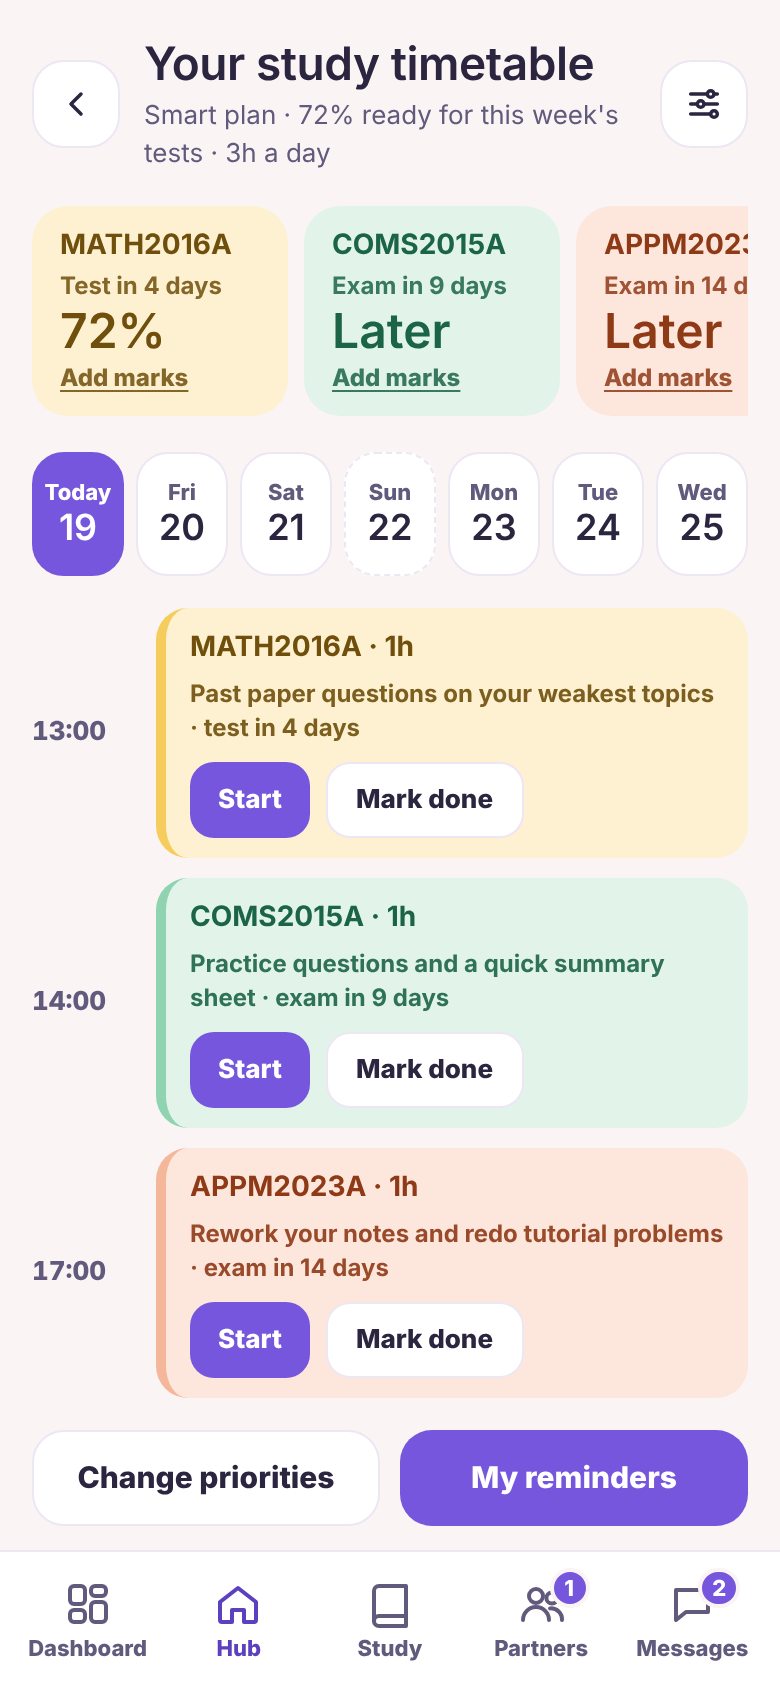 Your study timetable
Smart plan · 72% ready for this week's
tests · 3h a day
MATH2016A
Test in 4 days
72%
Add marks
COMS2015A
Exam in 9 days
Later
Add marks
APPM2023
Exam in 14 d
Later
Add marks
Today
19
Fri
20
Sat
21
Sun
22
Mon
23
Tue
24
Wed
25
13:00
MATH2016A · 1h
Past paper questions on your weakest topics
· test in 4 days
Start
Mark done
14:00
COMS2015A · 1h
Practice questions and a quick summary
sheet · exam in 9 days
Start
Mark done
17:00
APPM2023A · 1h
Rework your notes and redo tutorial problems
· exam in 14 days
Start
Mark done
Change priorities
My reminders
Dashboard
Hub
Study
1
Partners
2
Messages